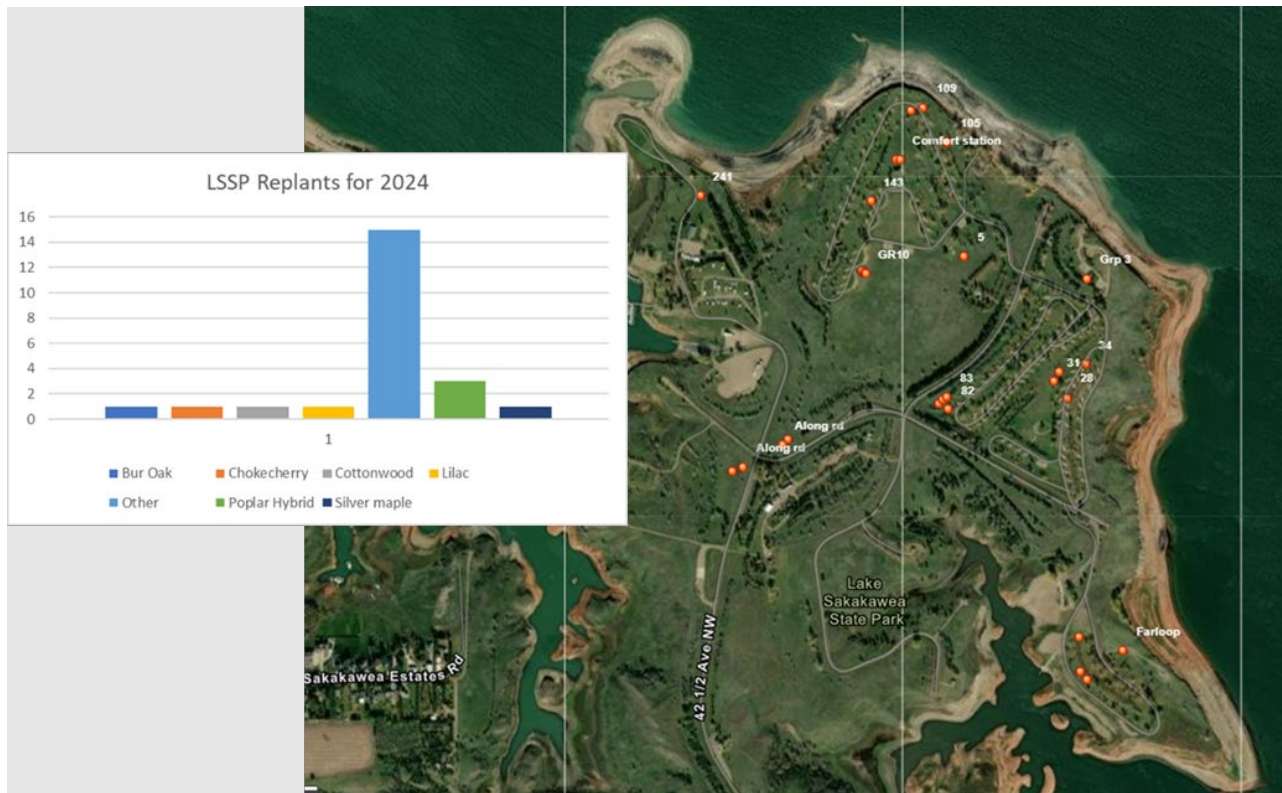 LSSP Replants for 2024
16
14
12
10
8
6
4
2
0
1
Bur Oak Chokecherry Cottonwood Lilac
Other Poplar Hybrid Silver maple
109
105
Comfort station
241
143
5
GR10
Grp 3
34
31
28
83
82
Along rd
Along rd
Lake
Sakakawea
State Park
Farloop
42 1/2 Ave NW
Sakakawea Estates Rd